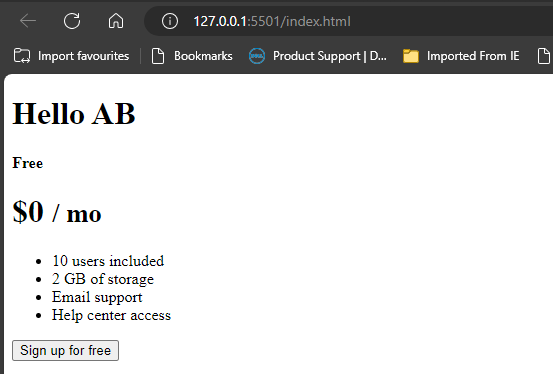 127.0.0.1:5501/index.html
Import favourites Bookmarks Product Support | D... Imported From IE
Hello AB
Free
$0 / mo
10 users included
2 GB of storage
Email support
Help center access
Sign up for free